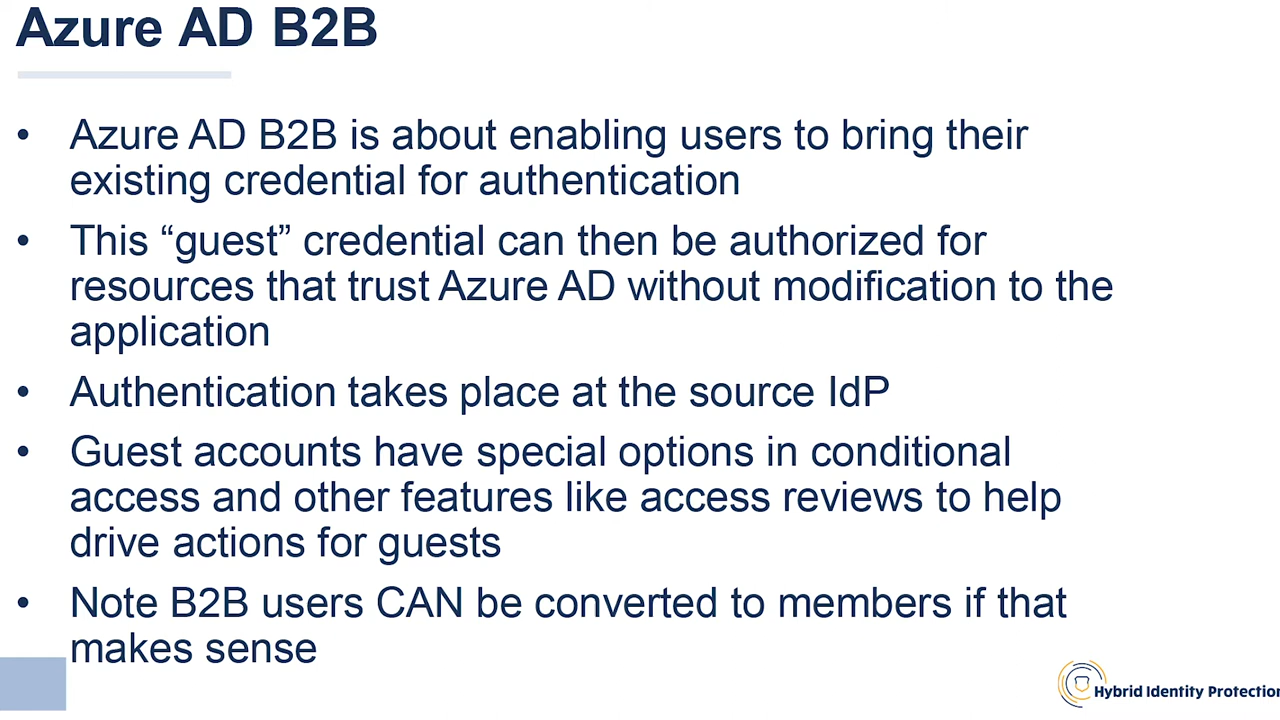 Azure AD B2B
• Azure AD B2B is about enabling users to bring their
existing credential for authentication
• This “guest” credential can then be authorized for
resources that trust Azure AD without modification to the
application
• Authentication takes place at the source IdP
• Guest accounts have special options in conditional
access and other features like access reviews to help
drive actions for guests
• Note B2B users CAN be converted to members if that
makes sense
Hybrid Identity Protection